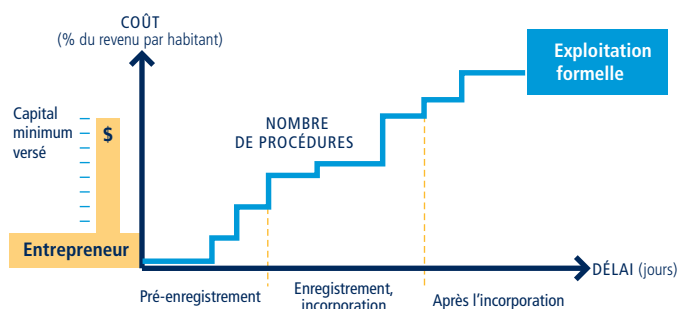 COÛT
(% du revenu par habitant)
Exploitation
formelle
Capital
minimum
versé
$
NOMBRE
DE PROCÉDURES
Entrepreneur
DÉLAI (jours)
Pré-enregistrement
Enregistrement,
incorporation
Après l’incorporation